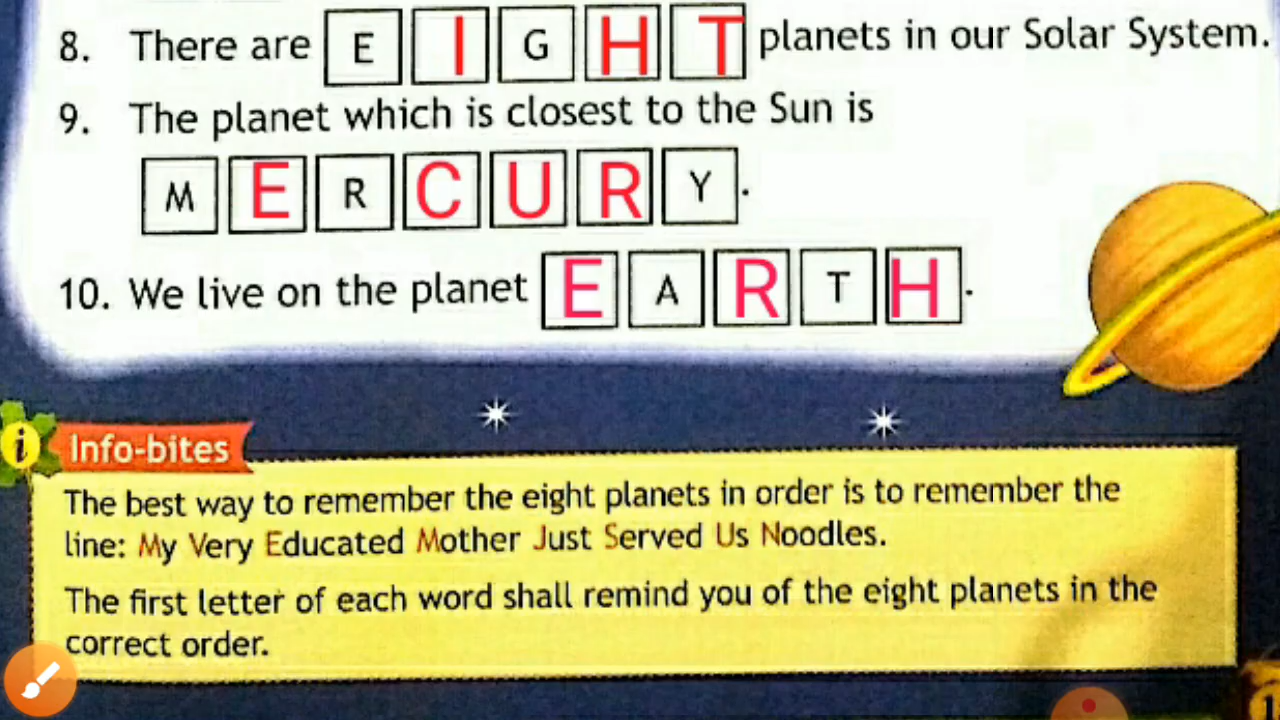 8. There are EIGHT planets in our Solar System.
9. The planet which is closest to the Sun is
MERCURY.
10. We live on the planet EARTH.
i Info-bites
The best way to remember the eight planets in order is to remember the
line: My Very Educated Mother Just Served Us Noodles.
The first letter of each word shall remind you of the eight planets in the
correct order.